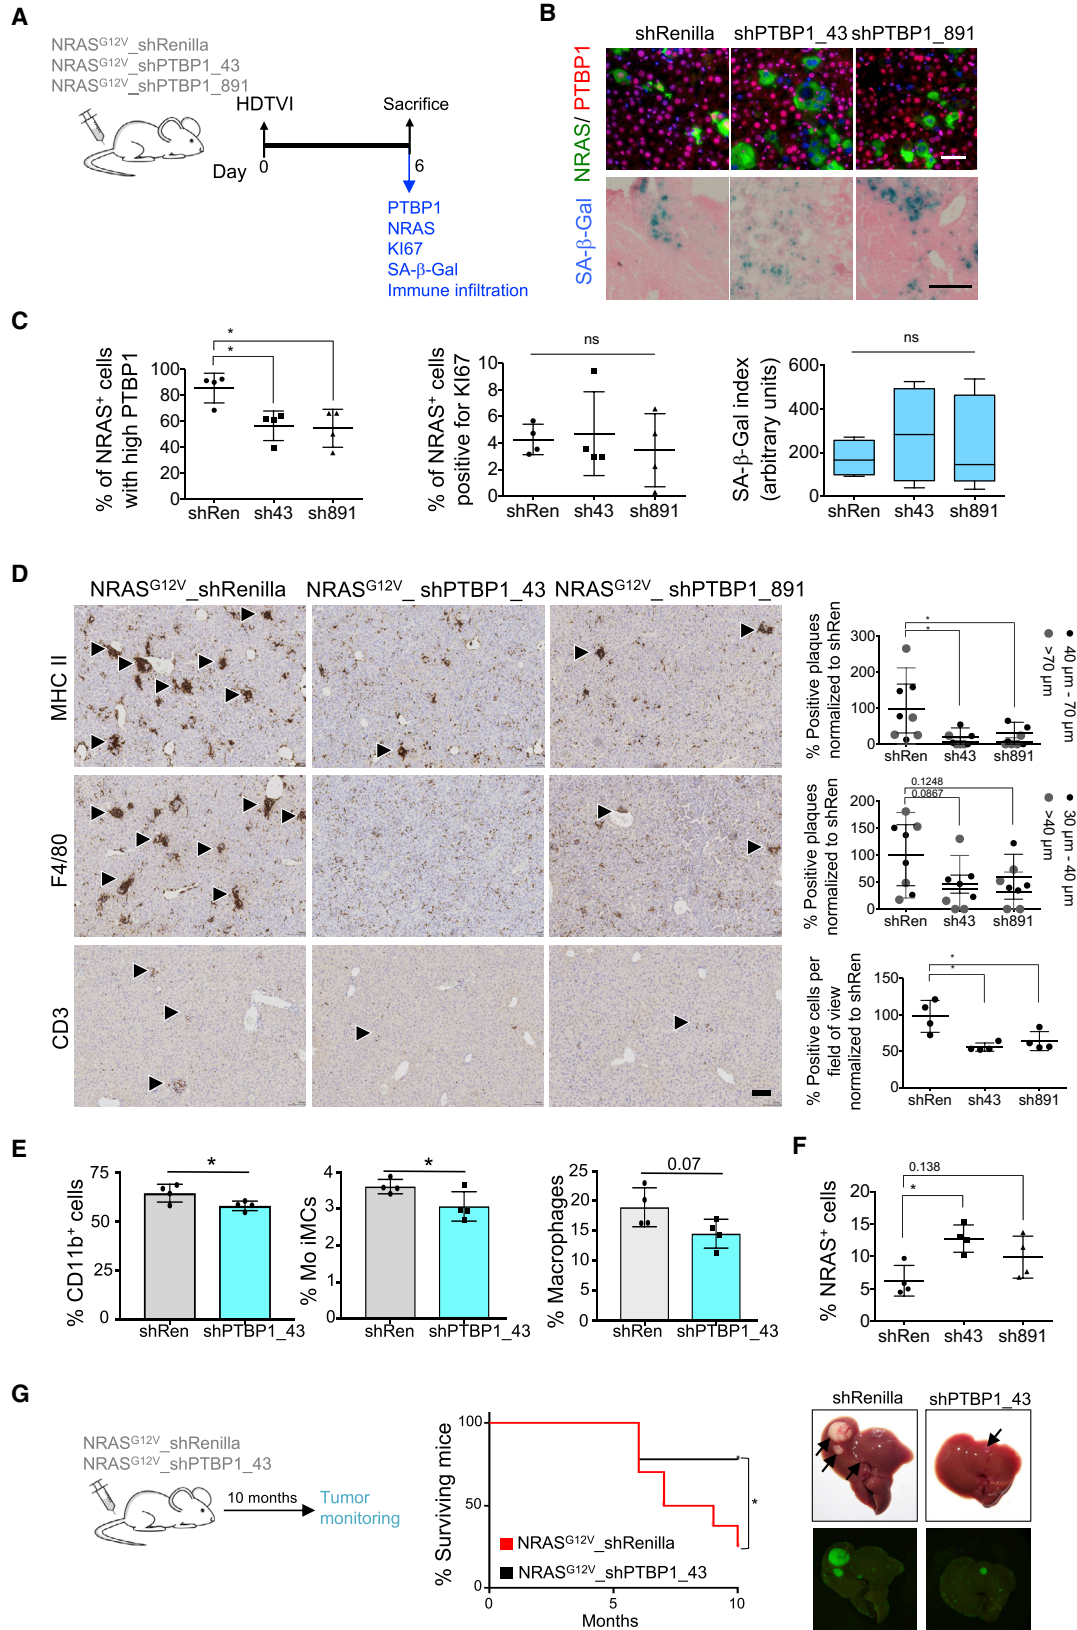 A
NRASG12V_shRenilla
NRASG12V_shPTBP1_43
NRASG12V_shPTBP1_891
HDTVI
Sacrifice
Day
0
6
PTBP1
NRAS
KI67
SA-β-Gal
Immune infiltration
B
shRenilla
shPTBP1_43
shPTBP1_891
NRAS/ PTBP1
SA-β-Gal
C
% of NRAS+ cells
with high PTBP1
100
80
60
40
20
0
*
*
shRen
sh43
sh891
% of NRAS+ cells
positive for KI67
10
8
6
4
2
0
ns
shRen
sh43
sh891
SA-β-Gal index
(arbitrary units)
600
400
200
0
ns
shRen
sh43
sh891
D
NRASG12V_shRenilla
NRASG12V_ shPTBP1_43
NRASG12V_ shPTBP1_891
MHC II
F4/80
CD3
% Positive plaques
normalized to shRen
300
200
100
0
*
*
shRen
sh43
sh891
40 µm - 70 µm
>70 µm
% Positive plaques
normalized to shRen
200
150
100
50
0
0.1248
0.0867
shRen
sh43
sh891
30 µm - 40 µm
>40 µm
% Positive cells per
field of view
normalized to shRen
150
100
50
0
*
*
shRen
sh43
sh891
E
% CD11b+ cells
75
50
25
0
*
shRen
shPTBP1_43
% Mo iMCs
4
3
2
1
0
*
shRen
shPTBP1_43
% Macrophages
25
20
15
10
5
0
0.07
shRen
shPTBP1_43
F
% NRAS+ cells
20
15
10
5
0
0.138
*
shRen
sh43
sh891
G
NRASG12V_shRenilla
NRASG12V_shPTBP1_43
10 months
Tumor
monitoring
% Surviving mice
100
50
0
*
NRASG12V_shRenilla
NRASG12V_shPTBP1_43
0
5
10
Months
shRenilla
shPTBP1_43